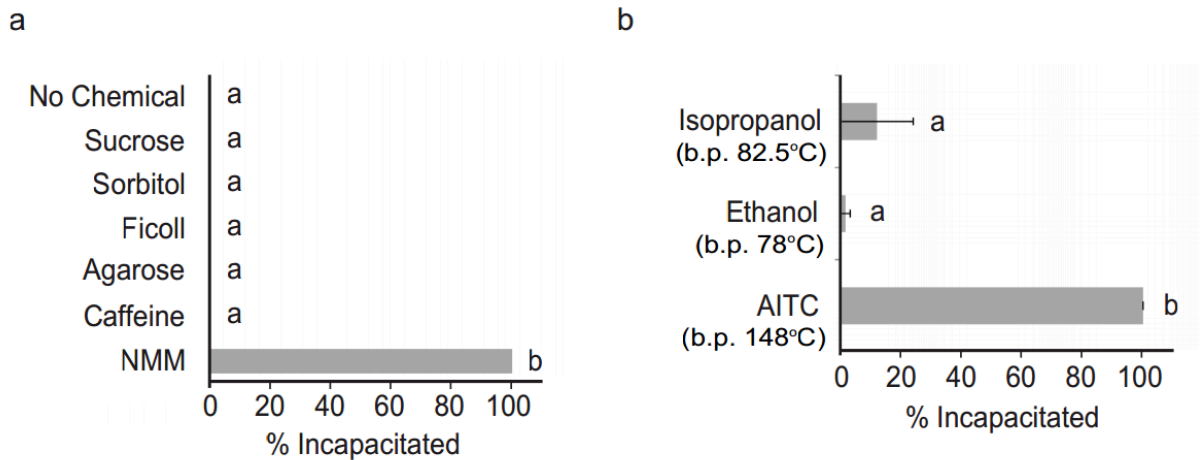 a
No Chemical a
Sucrose a
Sorbitol a
Ficoll a
Agarose a
Caffeine a
NMM b
0 20 40 60 80 100
% Incapacitated
b
Isopropanol a
(b.p. 82.5°C)
Ethanol a
(b.p. 78°C)
AITC b
(b.p. 148°C)
0 20 40 60 80 100
% Incapacitated